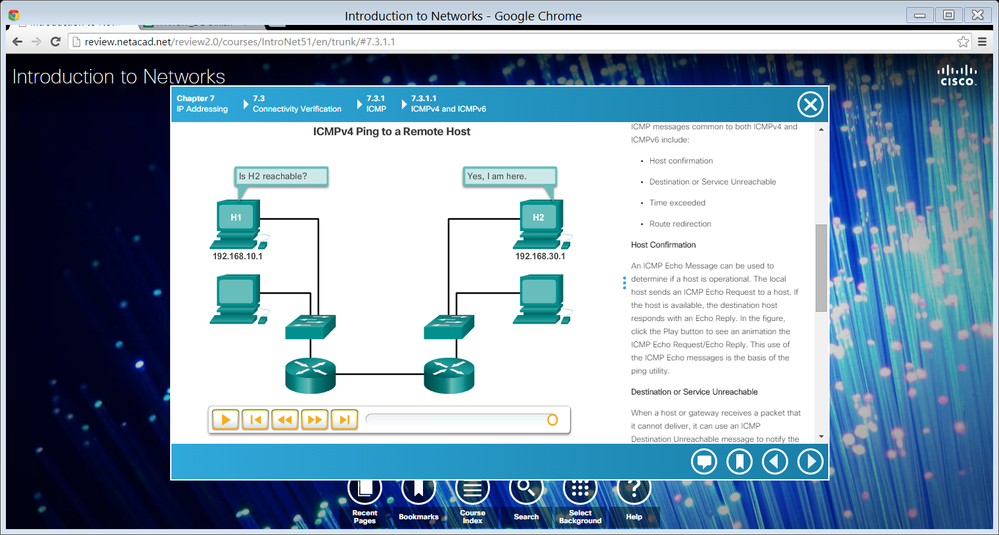 Introduction to Networks - Google Chrome
review.netacad.net/review2.0/courses/IntroNet51/en/trunk/#7.3.1.1
Introduction to Networks
CISCO
Chapter 7
IP Addressing
7.3
Connectivity Verification
7.3.1
ICMP
7.3.1.1
ICMPv4 and ICMPv6
ICMPv4 Ping to a Remote Host
Is H2 reachable?
Yes, I am here.
H1
H2
192.168.10.1
192.168.30.1
ICMP messages common to both ICMPv4 and
ICMPv6 include:
• Host confirmation
• Destination or Service Unreachable
• Time exceeded
• Route redirection
Host Confirmation
An ICMP Echo Message can be used to
determine if a host is operational. The local
host sends an ICMP Echo Request to a host. If
the host is available, the destination host
responds with an Echo Reply. In the figure,
click the Play button to see an animation the
ICMP Echo Request/Echo Reply. This use of
the ICMP Echo messages is the basis of the
ping utility.
Destination or Service Unreachable
When a host or gateway receives a packet that
it cannot deliver, it can use an ICMP
Destination Unreachable message to notify the
Recent
Pages
Bookmarks
Course
Index
Search
Select
Background
Help